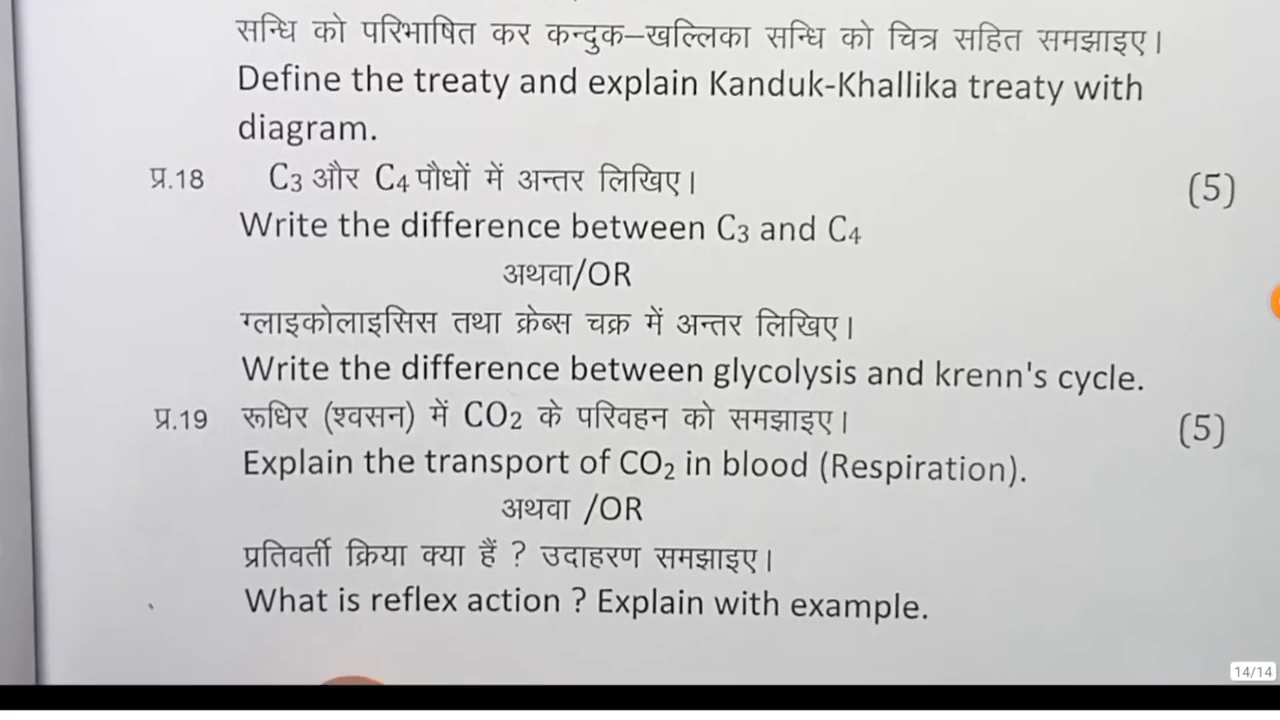 सन्धि को परिभाषित कर कन्दुक–खल्लिका सन्धि को चित्र सहित समझाइए।
Define the treaty and explain Kanduk-Khallika treaty with
diagram.
प्र.18 C3 और C4 पौधों में अन्तर लिखिए। (5)
Write the difference between C3 and C4
अथवा/OR
ग्लाइकोलाइसिस तथा क्रेब्स चक्र में अन्तर लिखिए।
Write the difference between glycolysis and krenn's cycle.
प्र.19 रूधिर (श्वसन) में CO2 के परिवहन को समझाइए। (5)
Explain the transport of CO2 in blood (Respiration).
अथवा /OR
प्रतिवर्ती क्रिया क्या हैं ? उदाहरण समझाइए।
What is reflex action ? Explain with example.
14/14